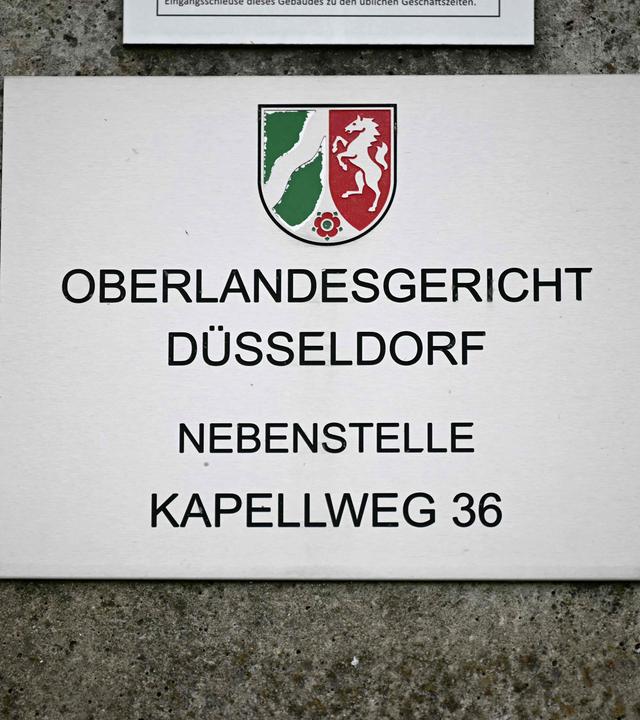 Eingangsschleuse dieses Gebäudes zu den üblichen Geschäftszeiten.
OBERLANDESGERICHT
DÜSSELDORF
NEBENSTELLE
KAPELLWEG 36